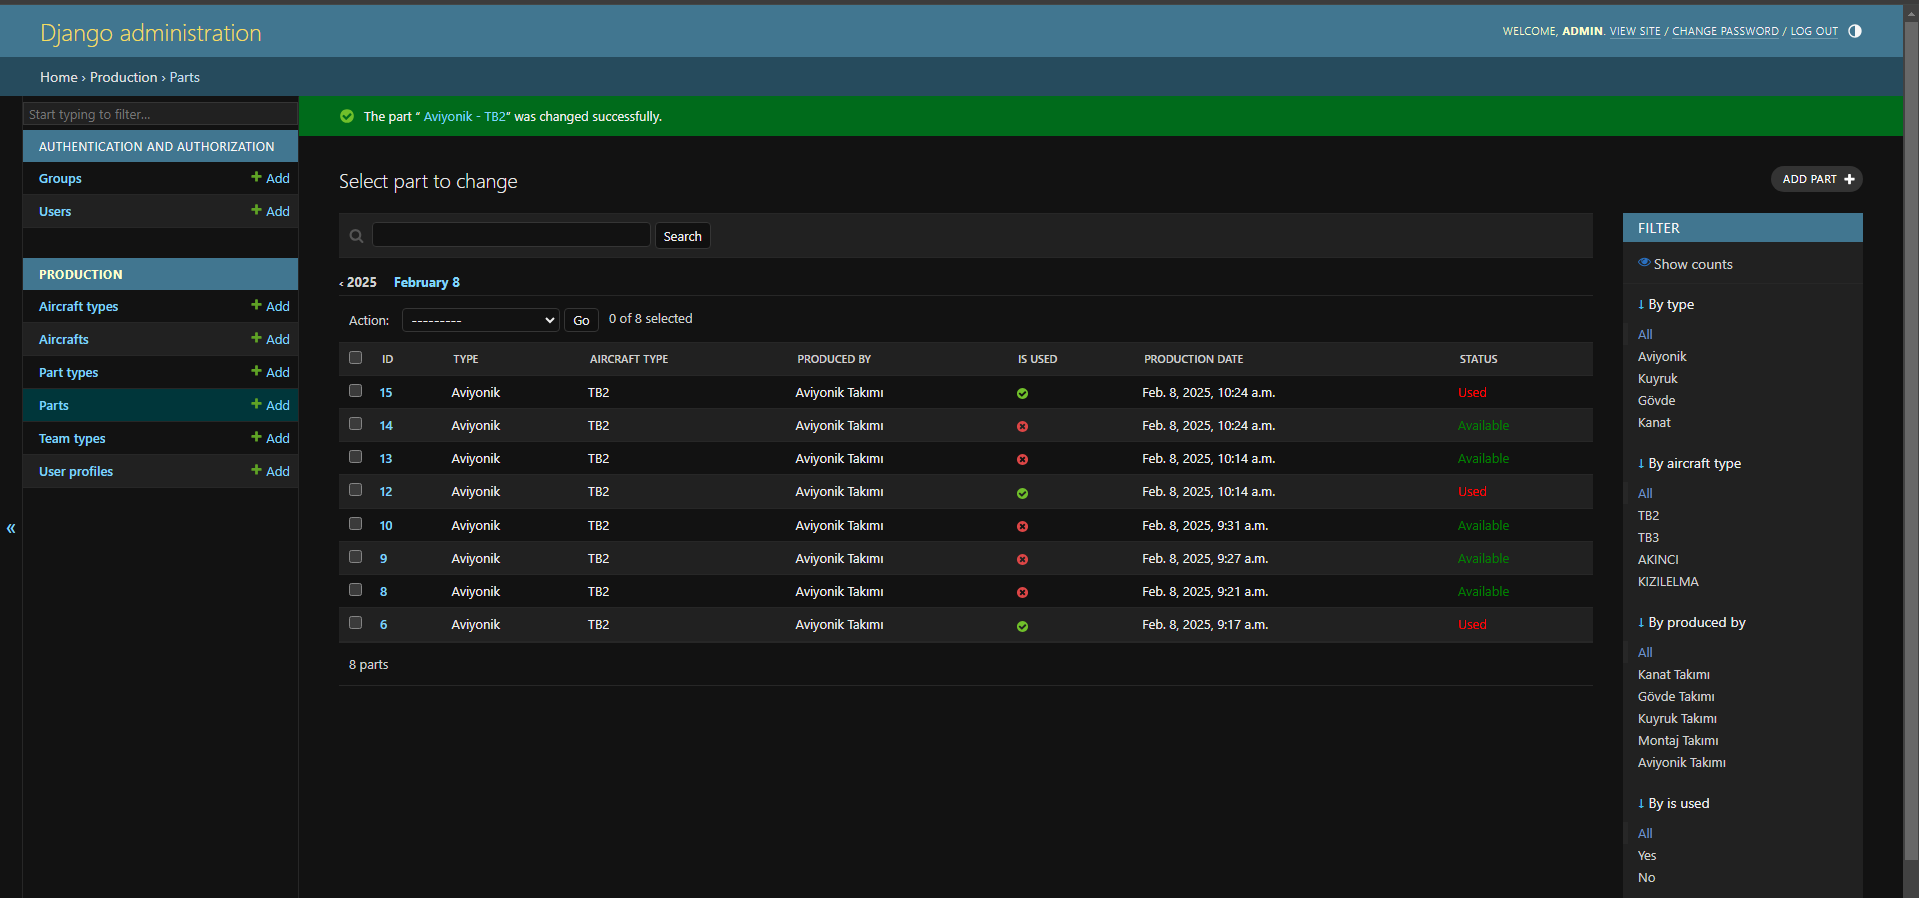 Django administration
WELCOME, ADMIN. VIEW SITE / CHANGE PASSWORD / LOG OUT
Home › Production › Parts
Start typing to filter...
AUTHENTICATION AND AUTHORIZATION
Groups + Add
Users + Add
PRODUCTION
Aircraft types + Add
Aircrafts + Add
Part types + Add
Parts + Add
Team types + Add
User profiles + Add
«
The part “ Aviyonik - TB2” was changed successfully.
Select part to change
ADD PART +
Search
‹ 2025 February 8
Action: --------- Go 0 of 8 selected
ID TYPE AIRCRAFT TYPE PRODUCED BY IS USED PRODUCTION DATE STATUS
15 Aviyonik TB2 Aviyonik Takımı Feb. 8, 2025, 10:24 a.m. Used
14 Aviyonik TB2 Aviyonik Takımı Feb. 8, 2025, 10:24 a.m. Available
13 Aviyonik TB2 Aviyonik Takımı Feb. 8, 2025, 10:14 a.m. Available
12 Aviyonik TB2 Aviyonik Takımı Feb. 8, 2025, 10:14 a.m. Used
10 Aviyonik TB2 Aviyonik Takımı Feb. 8, 2025, 9:31 a.m. Available
9 Aviyonik TB2 Aviyonik Takımı Feb. 8, 2025, 9:27 a.m. Available
8 Aviyonik TB2 Aviyonik Takımı Feb. 8, 2025, 9:21 a.m. Available
6 Aviyonik TB2 Aviyonik Takımı Feb. 8, 2025, 9:17 a.m. Used
8 parts
FILTER
Show counts
↓ By type
All
Aviyonik
Kuyruk
Gövde
Kanat
↓ By aircraft type
All
TB2
TB3
AKINCI
KIZILELMA
↓ By produced by
All
Kanat Takımı
Gövde Takımı
Kuyruk Takımı
Montaj Takımı
Aviyonik Takımı
↓ By is used
All
Yes
No